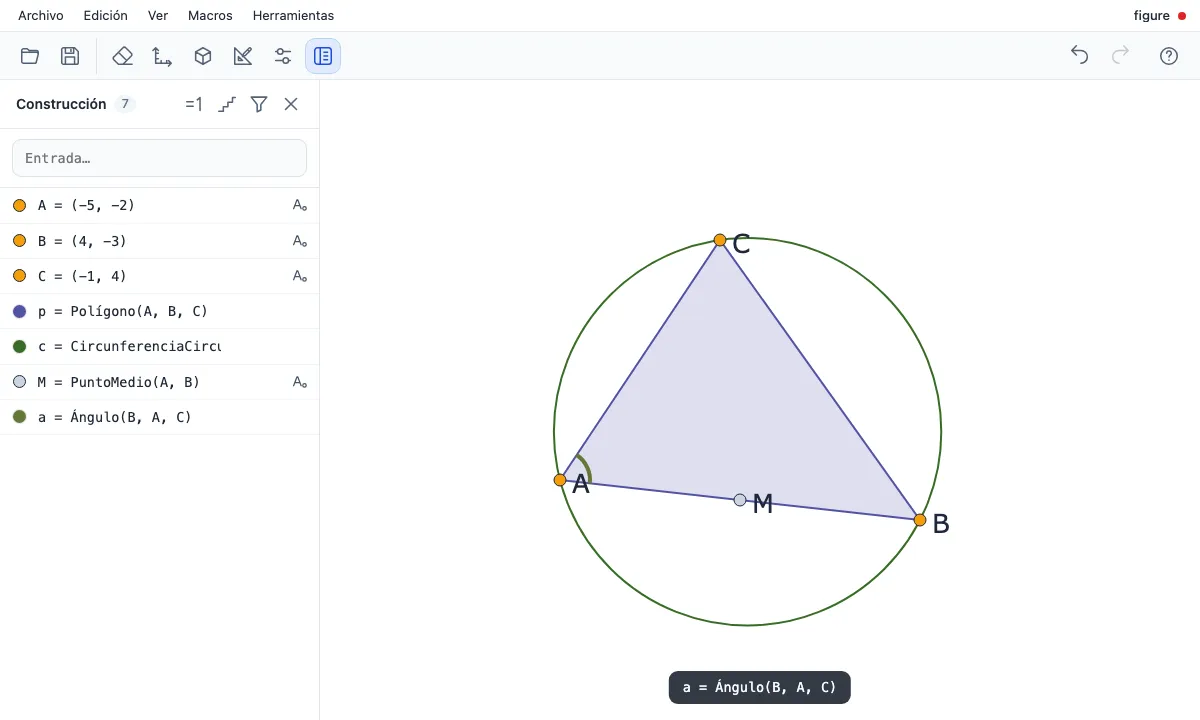 Archivo Edición Ver Macros Herramientas figure
Construcción 7 =1
Entrada…
A = (−5, −2) A
B = (4, −3) A
C = (−1, 4) A
p = Polígono(A, B, C)
c = CircunferenciaCircu
M = PuntoMedio(A, B) A
a = Ángulo(B, A, C)
C
A
M
B
a = Ángulo(B, A, C)